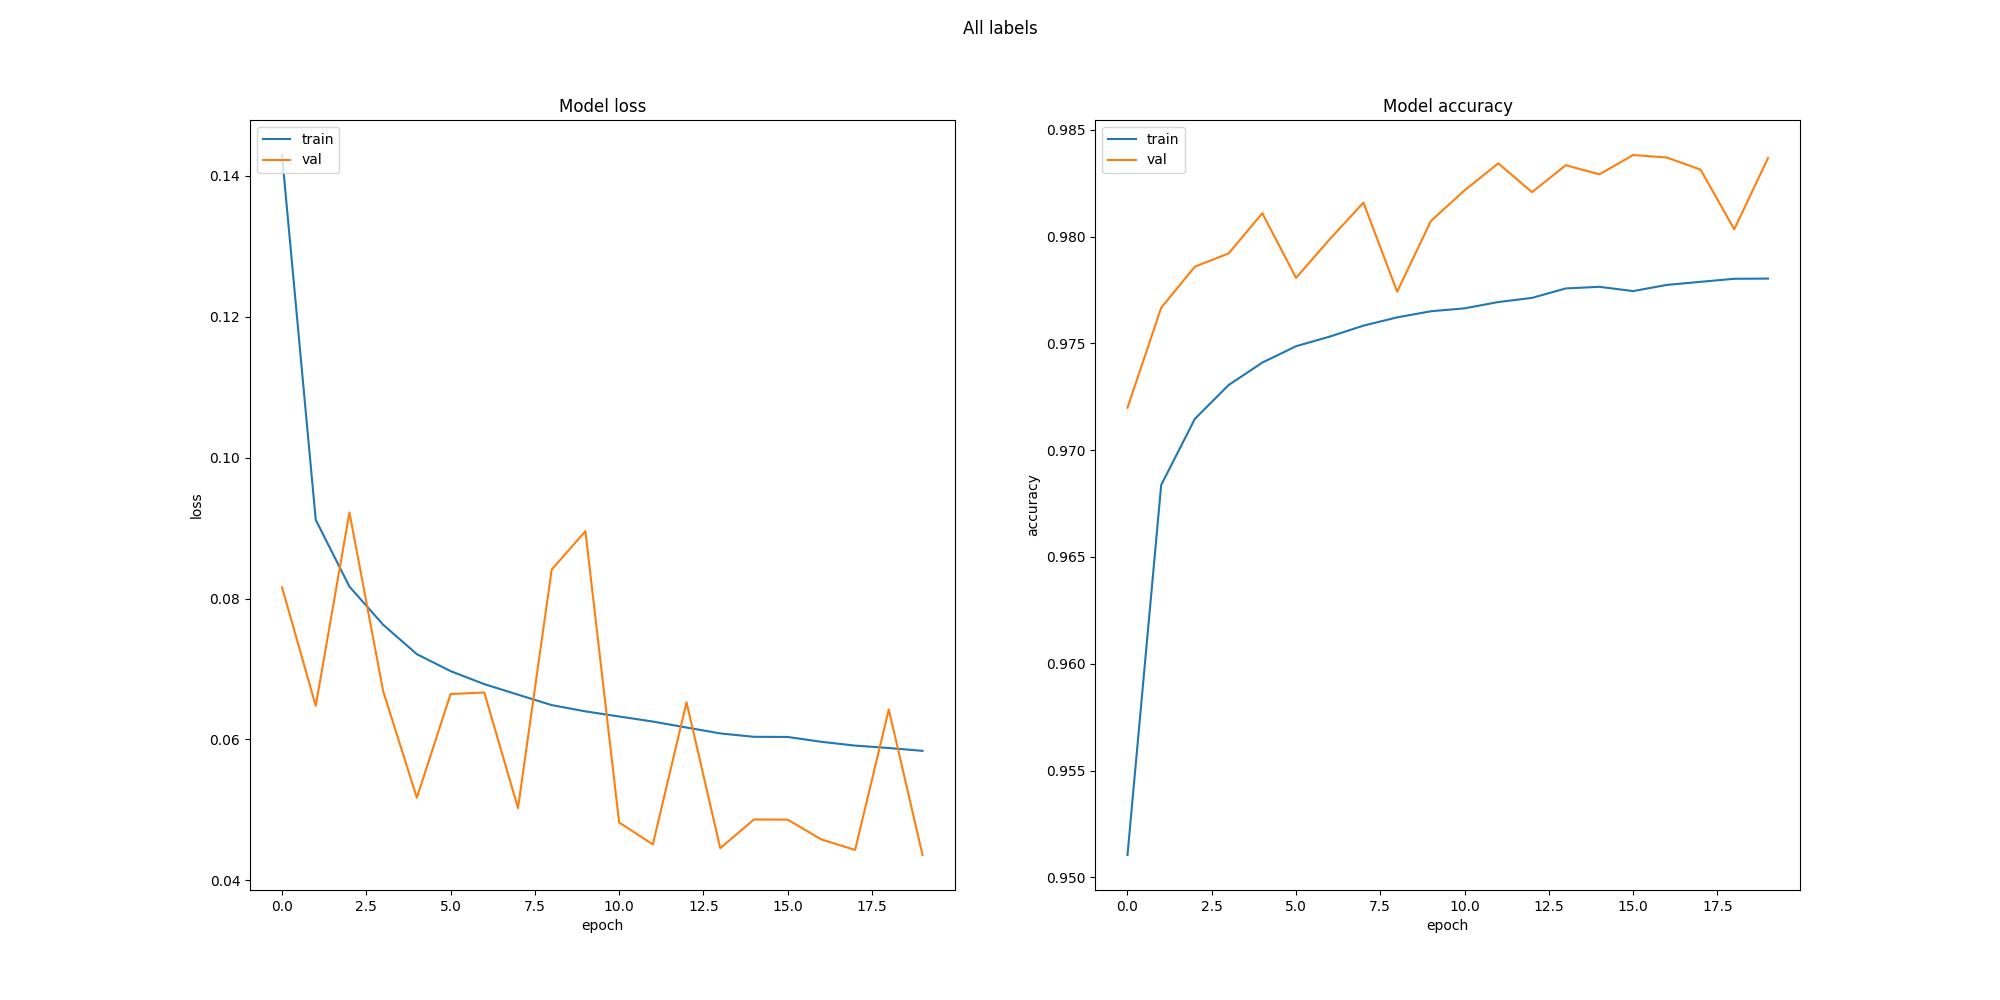 All labels
Model loss
train
val
0.14
0.12
0.10
0.08
0.06
0.04
loss
0.0 2.5 5.0 7.5 10.0 12.5 15.0 17.5
epoch
Model accuracy
train
val
0.985
0.980
0.975
0.970
0.965
0.960
0.955
0.950
accuracy
0.0 2.5 5.0 7.5 10.0 12.5 15.0 17.5
epoch